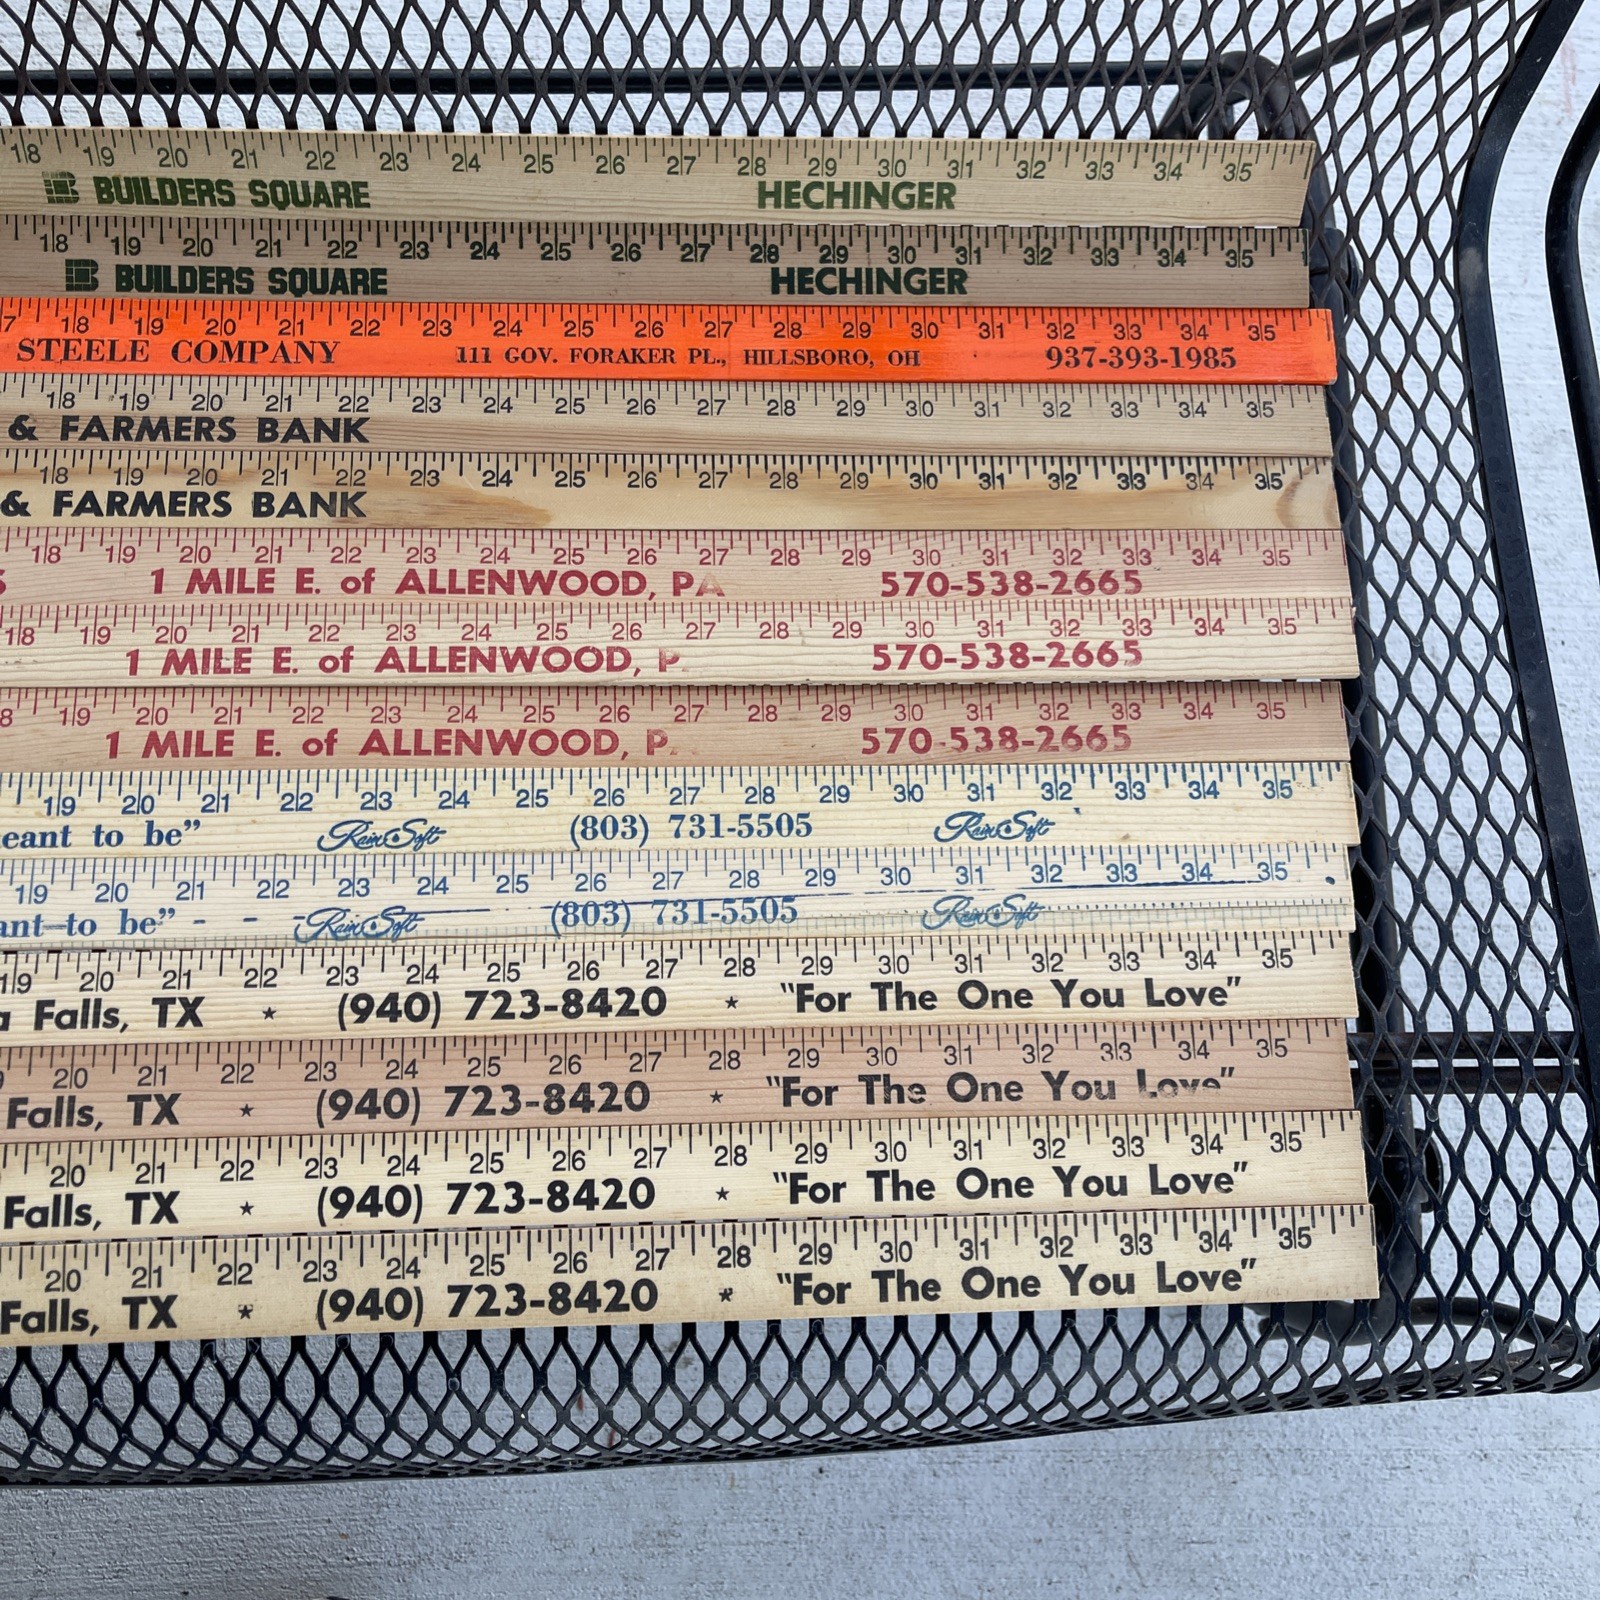 18 19 20 21 22 23 24 25 26 27 28 29 30 31 32 33 34 35
BUILDERS SQUARE HECHINGER
18 19 20 21 22 23 24 25 26 27 28 29 30 31 32 33 34 35
BUILDERS SQUARE HECHINGER
7 18 19 20 21 22 23 24 25 26 27 28 29 30 31 32 33 34 35
STEELE COMPANY 111 GOV. FORAKER PL., HILLSBORO, OH 937-393-1985
18 19 20 21 22 23 24 25 26 27 28 29 30 31 32 33 34 35
& FARMERS BANK
18 19 20 21 22 23 24 25 26 27 28 29 30 31 32 33 34 35
& FARMERS BANK
18 19 20 21 22 23 24 25 26 27 28 29 30 31 32 33 34 35
S 1 MILE E. of ALLENWOOD, PA 570-538-2665
18 19 20 21 22 23 24 25 26 27 28 29 30 31 32 33 34 35
1 MILE E. of ALLENWOOD, P 570-538-2665
8 19 20 21 22 23 24 25 26 27 28 29 30 31 32 33 34 35
1 MILE E. of ALLENWOOD, P 570-538-2665
19 20 21 22 23 24 25 26 27 28 29 30 31 32 33 34 35
eant to be” RainSoft (803) 731-5505 RainSoft
19 20 21 22 23 24 25 26 27 28 29 30 31 32 33 34 35
ant to be” RainSoft (803) 731-5505 RainSoft
19 20 21 22 23 24 25 26 27 28 29 30 31 32 33 34 35
a Falls, TX ★ (940) 723-8420 ★ “For The One You Love”
9 20 21 22 23 24 25 26 27 28 29 30 31 32 33 34 35
Falls, TX ★ (940) 723-8420 ★ “For The One You Love”
20 21 22 23 24 25 26 27 28 29 30 31 32 33 34 35
Falls, TX ★ (940) 723-8420 ★ “For The One You Love”
20 21 22 23 24 25 26 27 28 29 30 31 32 33 34 35
Falls, TX ★ (940) 723-8420 ★ “For The One You Love”